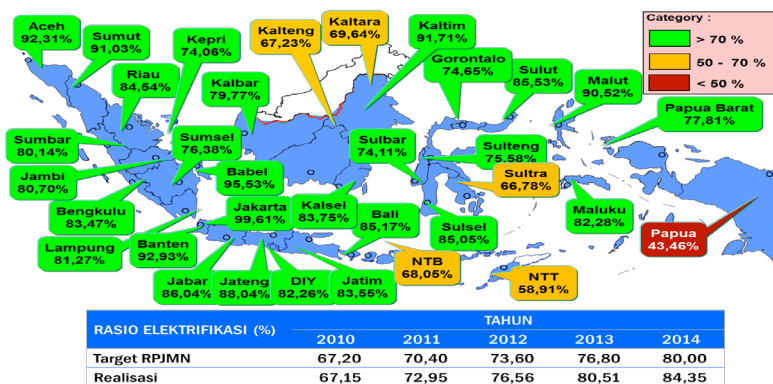 Aceh
92,31%
Sumut
91,03%
Kepri
74,06%
Riau
84,54%
Kalteng
67,23%
Kaltara
69,64%
Kaltim
91,71%
Kalbar
79,77%
Gorontalo
74,65%
Sulut
85,53%
Malut
90,52%
Papua Barat
77,81%
Category :
> 70 %
50 - 70 %
< 50 %
Sumbar
80,14%
Sumsel
76,38%
Sulbar
74,11%
Sulteng
75.58%
Jambi
80,70%
Babel
95,53%
Sultra
66,78%
Bengkulu
83,47%
Jakarta
99,61%
Kalsel
83,75%
Bali
85,17%
Sulsel
85,05%
Maluku
82,28%
Papua
43,46%
Lampung
81,27%
Banten
92,93%
NTB
68,05%
NTT
58,91%
Jabar
86,04%
Jateng
88,04%
DIY
82,26%
Jatim
83,55%
RASIO ELEKTRIFIKASI (%) TAHUN
2010 2011 2012 2013 2014
Target RPJMN 67,20 70,40 73,60 76,80 80,00
Realisasi 67,15 72,95 76,56 80,51 84,35